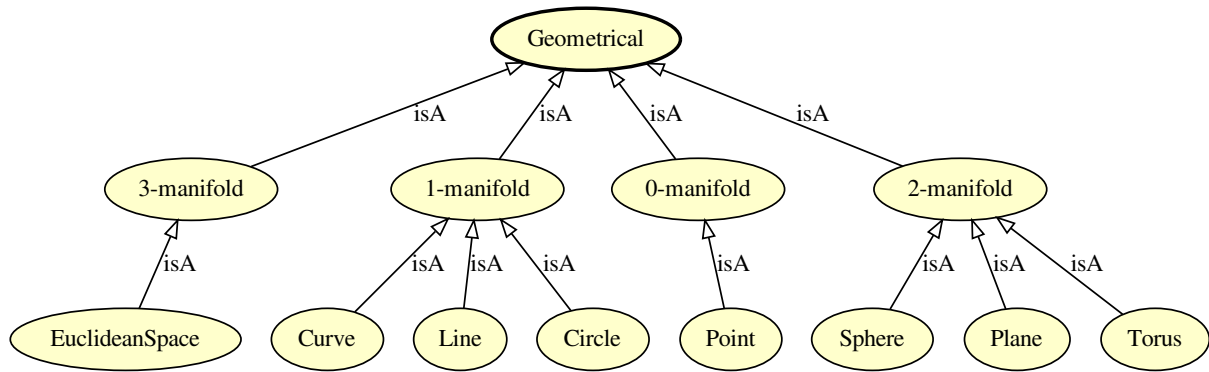 Geometrical
isA isA isA isA
3-manifold 1-manifold 0-manifold 2-manifold
isA isA isA isA isA isA isA isA
EuclideanSpace Curve Line Circle Point Sphere Plane Torus